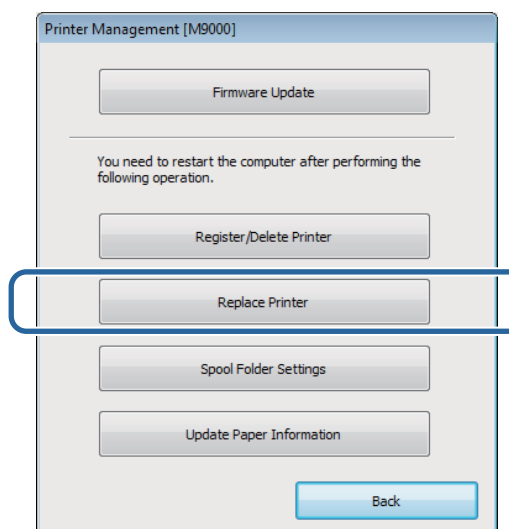 Printer Management [M9000]
Firmware Update
You need to restart the computer after performing the
following operation.
Register/Delete Printer
Replace Printer
Spool Folder Settings
Update Paper Information
Back